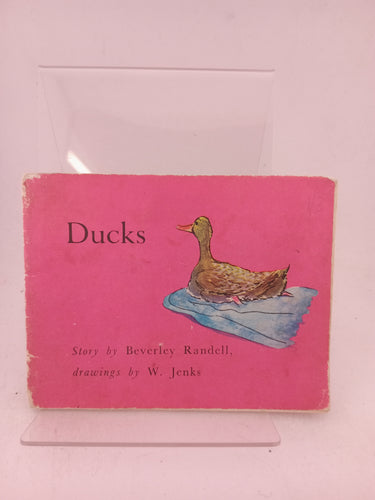 Ducks
Story by Beverley Randell,
drawings by W. Jenks